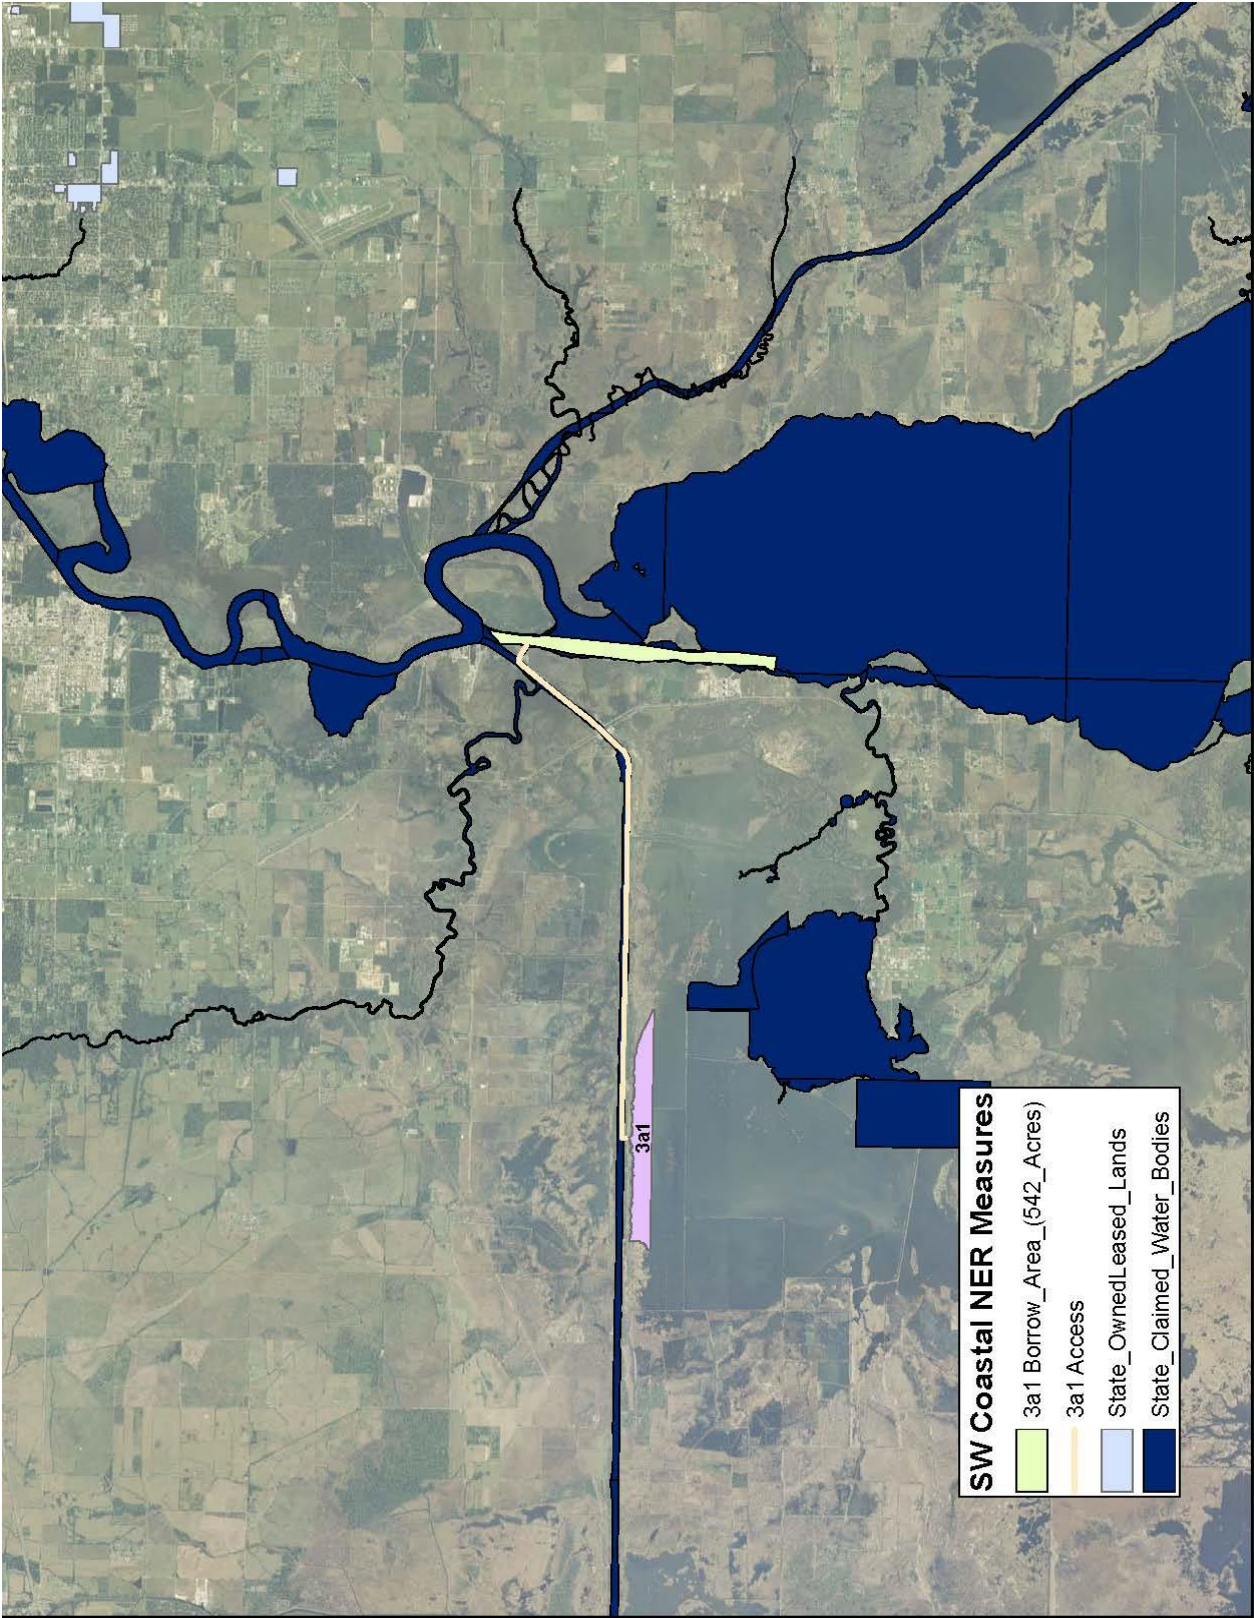 3a1
SW Coastal NER Measures
3a1 Borrow_Area_(542_Acres)
3a1 Access
State_OwnedLeased_Lands
State_Claimed_Water_Bodies